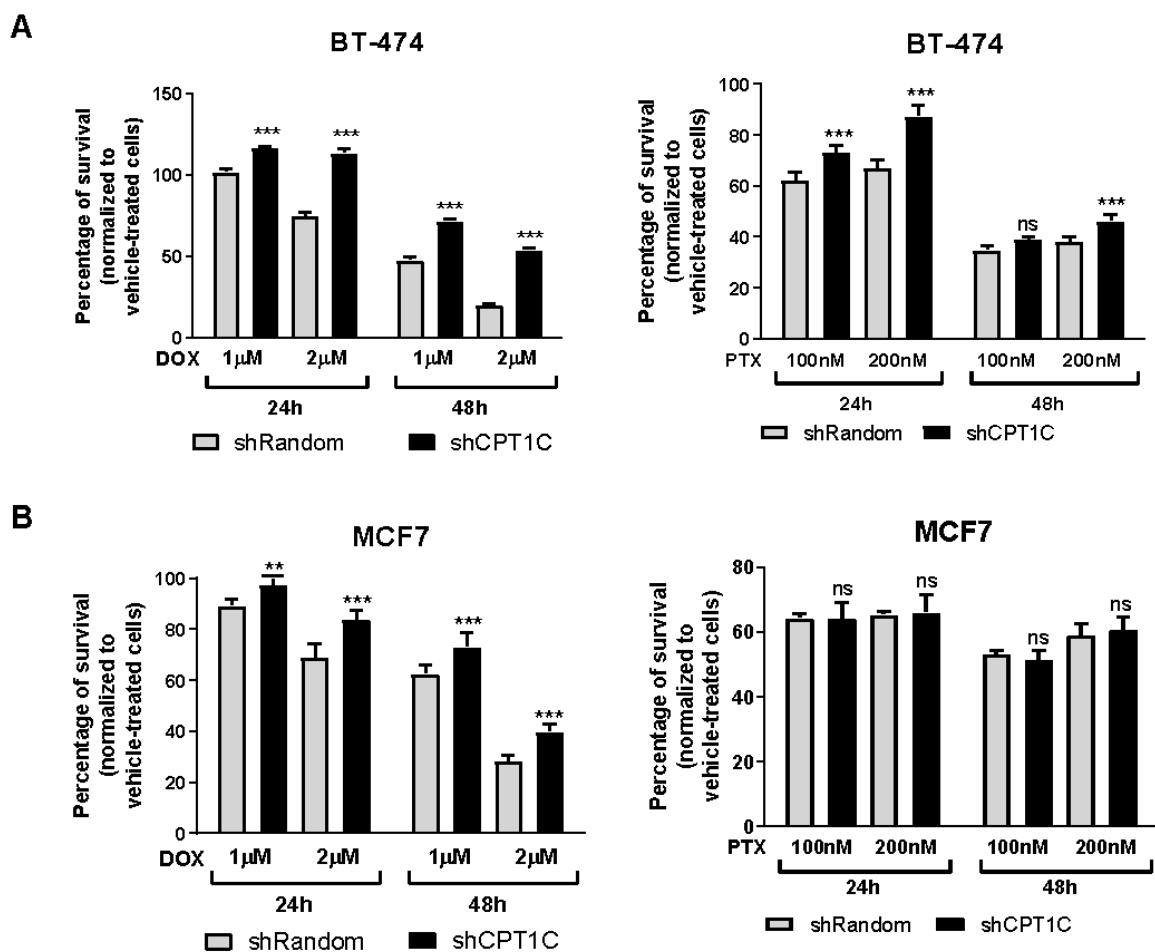 A
BT-474
Percentage of survival
(normalized to
vehicle-treated cells)
150
100
50
0
***
***
***
***
DOX 1μM 2μM 1μM 2μM
24h 48h
shRandom shCPT1C
BT-474
Percentage of survival
(normalized to
vehicle-treated cells)
100
80
60
40
20
0
***
***
ns
***
PTX 100nM 200nM 100nM 200nM
24h 48h
shRandom shCPT1C
B
MCF7
Percentage of survival
(normalized to
vehicle-treated cells)
100
80
60
40
20
0
**
***
***
***
DOX 1μM 2μM 1μM 2μM
24h 48h
shRandom shCPT1C
MCF7
Percentage of survival
(normalized to
vehicle-treated cells)
80
60
40
20
0
ns
ns
ns
ns
PTX 100nM 200nM 100nM 200nM
24h 48h
shRandom shCPT1C